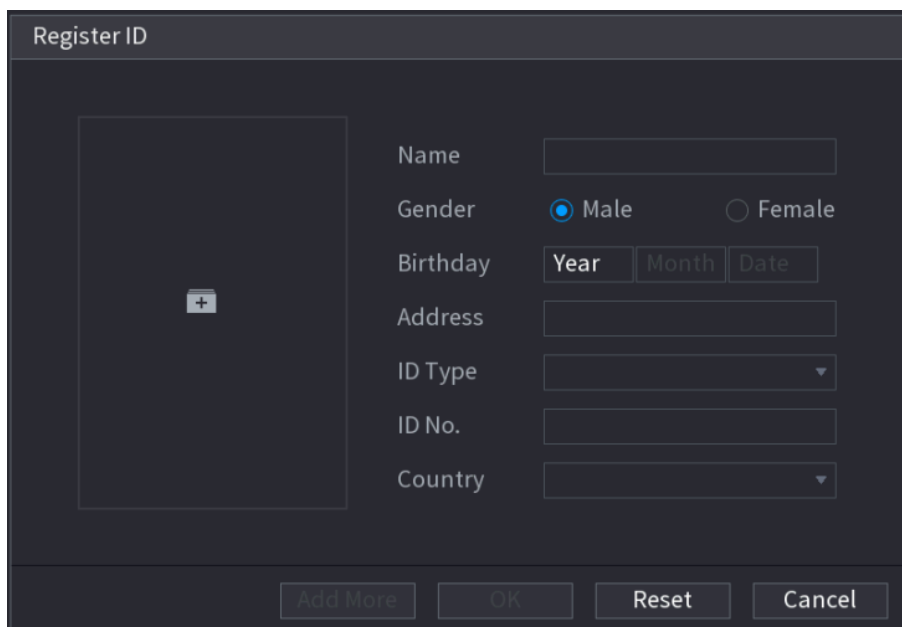 Register ID
Name
Gender Male Female
Birthday Year Month Date
Address
ID Type
ID No.
Country
Add More OK Reset Cancel